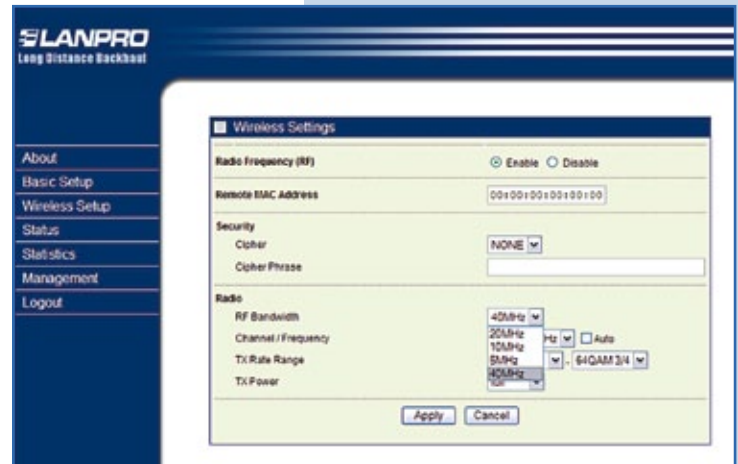 LANPRO
Long Distance Backhaul
Wireless Settings
About
Basic Setup
Wireless Setup
Status
Statistics
Management
Logout
Radio Frequency (RF) Enable Disable
Remote MAC Address 00:00:00:00:00:00
Security
Cipher NONE
Cipher Phrase
Radio
RF Bandwidth 40MHz
20MHz
10MHz
5MHz
40MHz
Channel / Frequency Hz Auto
TX Rate Range - 64QAM 3/4
TX Power
Apply Cancel